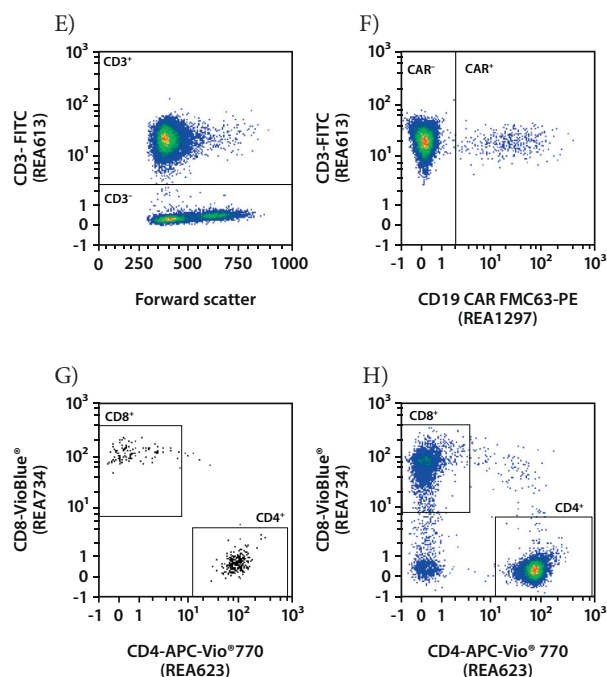 E)
CD3⁺
10³
10²
10¹
1
0
-1
CD3⁻
CD3- FITC
(REA613)
0 250 500 750 1000
Forward scatter
F)
CAR⁻ CAR⁺
10³
10²
10¹
1
0
-1
CD3-FITC
(REA613)
-1 0 1 10¹ 10² 10³
CD19 CAR FMC63-PE
(REA1297)
G)
CD8⁺
10³
10²
10¹
1
0
-1
CD4⁺
CD8-VioBlue®
(REA734)
-1 0 1 10¹ 10² 10³
CD4-APC-Vio®770
(REA623)
H)
CD8⁺
10³
10²
10¹
1
0
-1
CD4⁺
CD8-VioBlue®
(REA734)
-1 0 1 10¹ 10² 10³
CD4-APC-Vio® 770
(REA623)